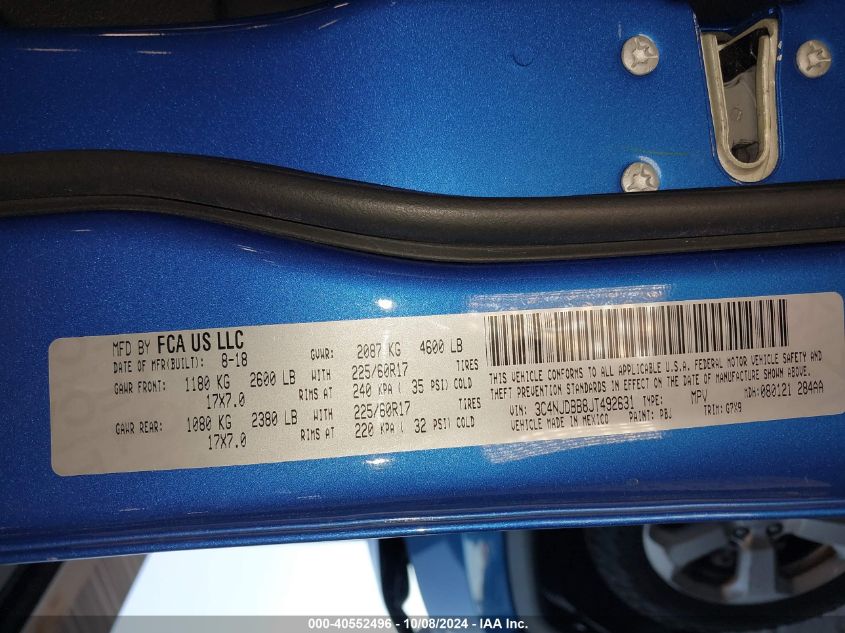 MFD BY FCA US LLC
DATE OF MFR(BUILT): 8-18 GVWR: 2087 KG 4600 LB
GAWR FRONT: 1180 KG 2600 LB WITH 225/60R17 TIRES
17X7.0 RIMS AT 240 KPA ( 35 PSI) COLD
GAWR REAR: 1080 KG 2380 LB WITH 225/60R17 TIRES
17X7.0 RIMS AT 220 KPA ( 32 PSI) COLD
THIS VEHICLE CONFORMS TO ALL APPLICABLE U.S.A. FEDERAL MOTOR VEHICLE SAFETY AND
THEFT PREVENTION STANDARDS IN EFFECT ON THE DATE OF MANUFACTURE SHOWN ABOVE.
VIN: 3C4NJDBB8JT492631 TYPE: MPV MDH: 080121 284AA
VEHICLE MADE IN MEXICO PAINT: PBJ TRIM: G7X9
000-40552496 - 10/08/2024 - IAA Inc.